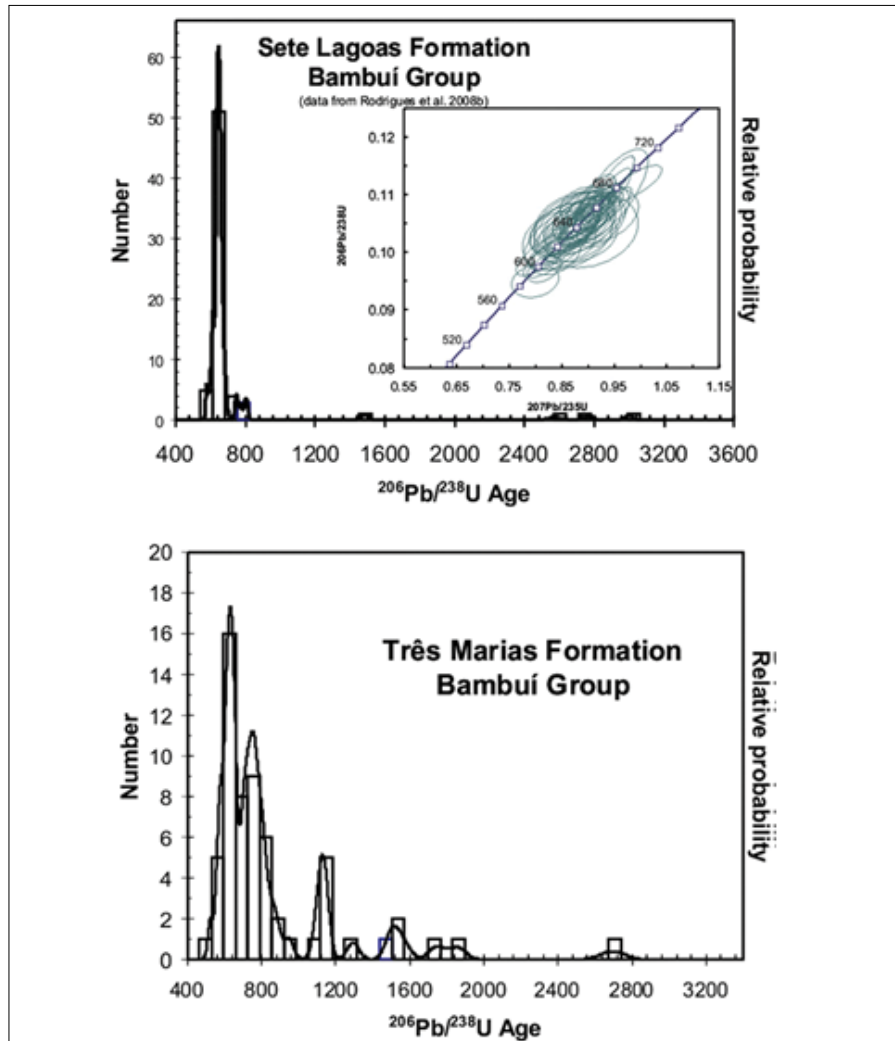 Sete Lagoas Formation
Bambuí Group
(data from Rodrigues et al. 2008b)
60
50
40
30
20
10
0
Number
Relative probability
400 800 1200 1600 2000 2400 2800 3200 3600
206Pb/238U Age
0.12
0.11
0.10
0.09
0.08
206Pb/238U
720
680
640
600
560
520
0.55 0.65 0.75 0.85 0.95 1.05 1.15
207Pb/235U
Três Marias Formation
Bambuí Group
20
18
16
14
12
10
8
6
4
2
0
Number
Relative probability
400 800 1200 1600 2000 2400 2800 3200
206Pb/238U Age